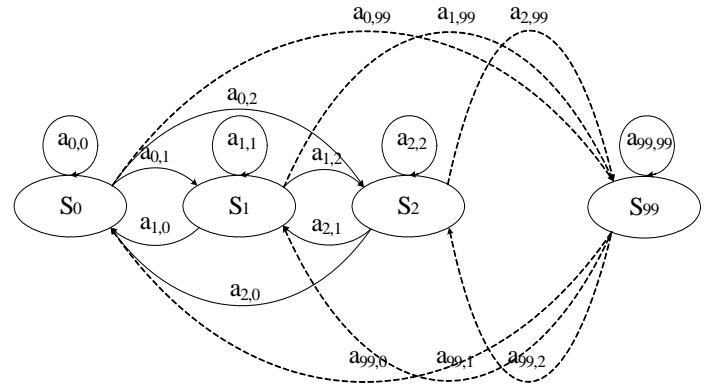 a0,99 a1,99 a2,99
a0,2
a0,0 a0,1 a1,1 a1,2 a2,2 a99,99
S0 S1 S2 S99
a1,0 a2,1
a2,0
a99,0 a99,1 a99,2